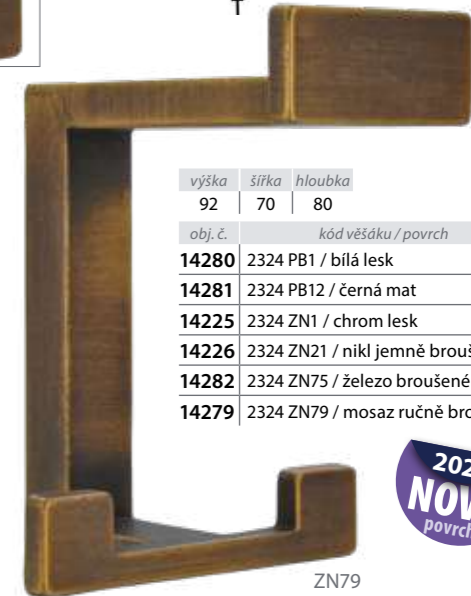 T
výška šířka hloubka
92 70 80
obj. č. kód věšáku / povrch
14280 2324 PB1 / bílá lesk
14281 2324 PB12 / černá mat
14225 2324 ZN1 / chrom lesk
14226 2324 ZN21 / nikl jemně brouš
14282 2324 ZN75 / železo broušené
14279 2324 ZN79 / mosaz ručně bro
202
NOV
povrch
ZN79